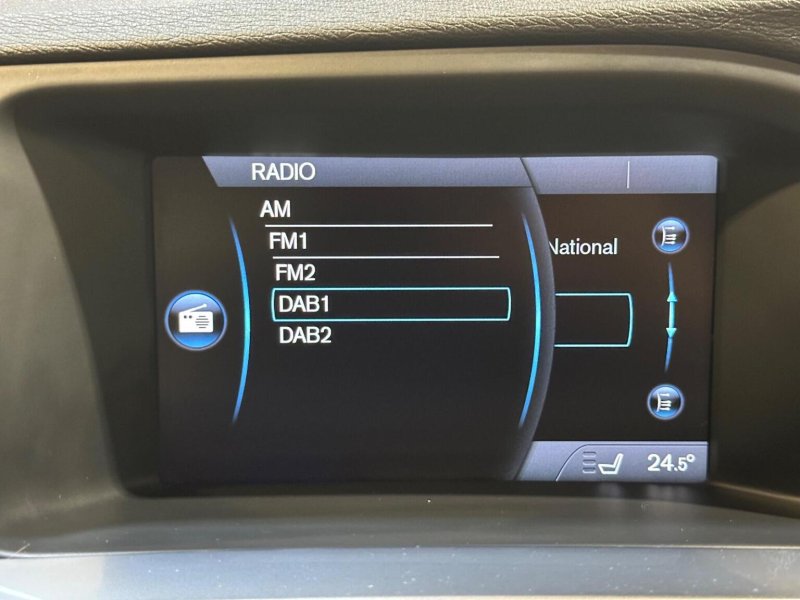 RADIO
AM
FM1
National
FM2
DAB1
DAB2
24.5°